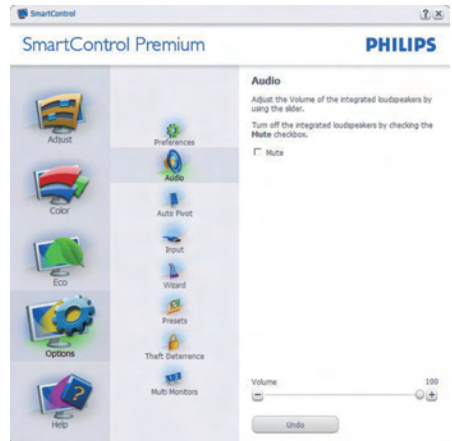 SmartControl
SmartControl Premium
PHILIPS
Adjust
Color
Eco
Options
Help
Preferences
Audio
Auto Pivot
Input
Wizard
Presets
Theft Deterrence
Multi Monitors
Audio
Adjust the Volume of the integrated loudspeakers by
using the slider.
Turn off the integrated loudspeakers by checking the
Mute checkbox.
Mute
Volume 100
Undo